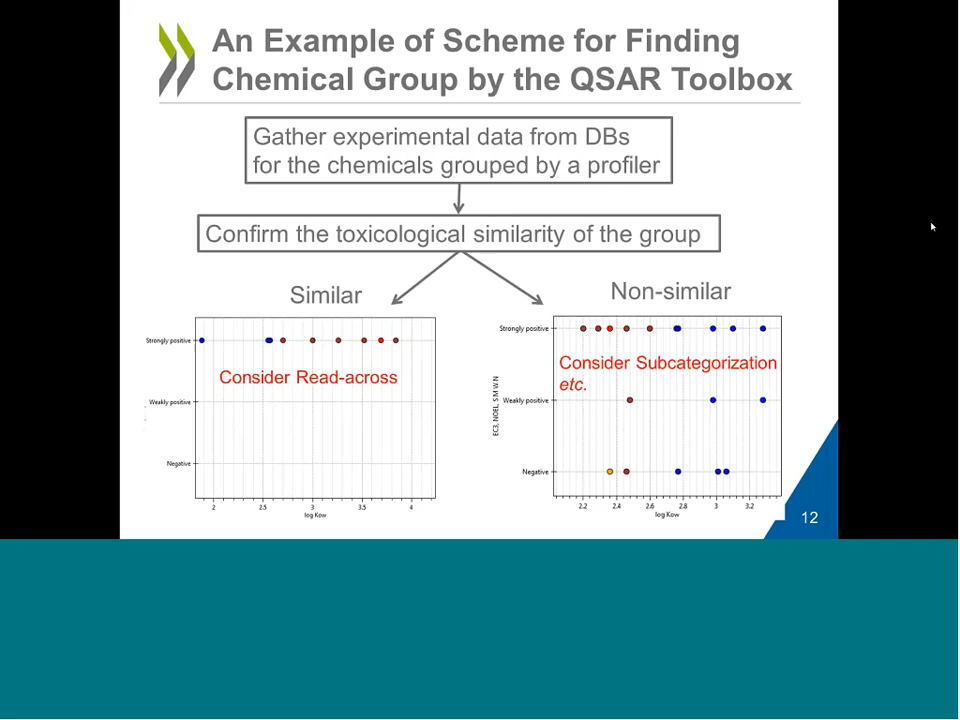 An Example of Scheme for Finding
Chemical Group by the QSAR Toolbox
Gather experimental data from DBs
for the chemicals grouped by a profiler
Confirm the toxicological similarity of the group
Similar
Non-similar
Strongly positive
Consider Read-across
Weakly positive
Negative
2
2.5
3
3.5
4
log Kow
Strongly positive
Consider Subcategorization
etc.
EC3, NOEL, S M W N
Weakly positive
Negative
2.2
2.4
2.6
2.8
3
3.2
log Kow
12